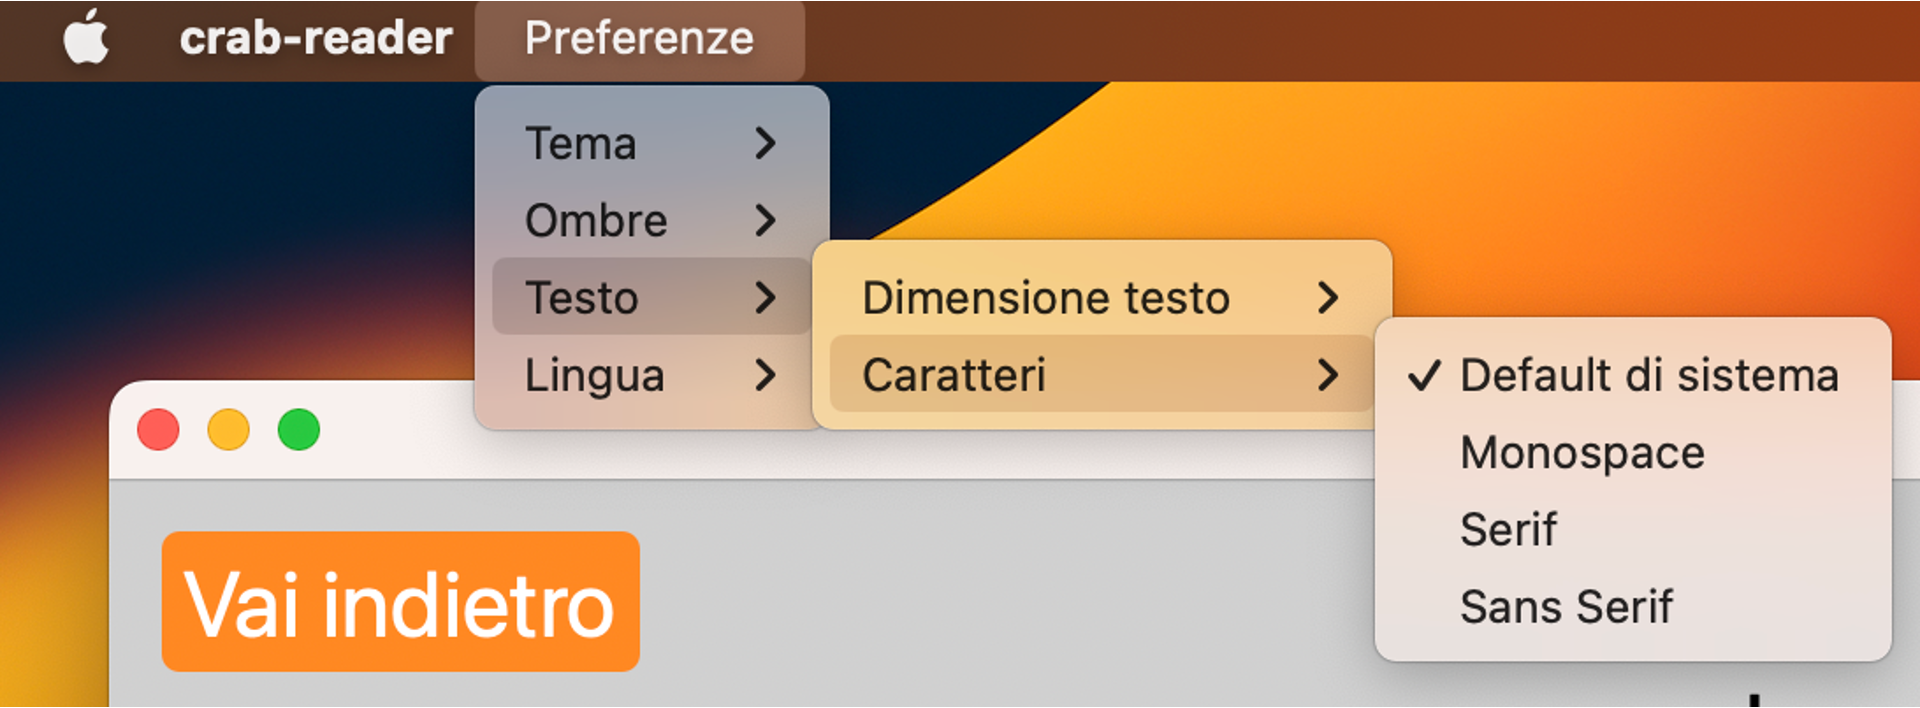 crab-reader Preferenze
Tema
Ombre
Testo
Lingua
Dimensione testo
Caratteri
Default di sistema
Monospace
Serif
Sans Serif
Vai indietro